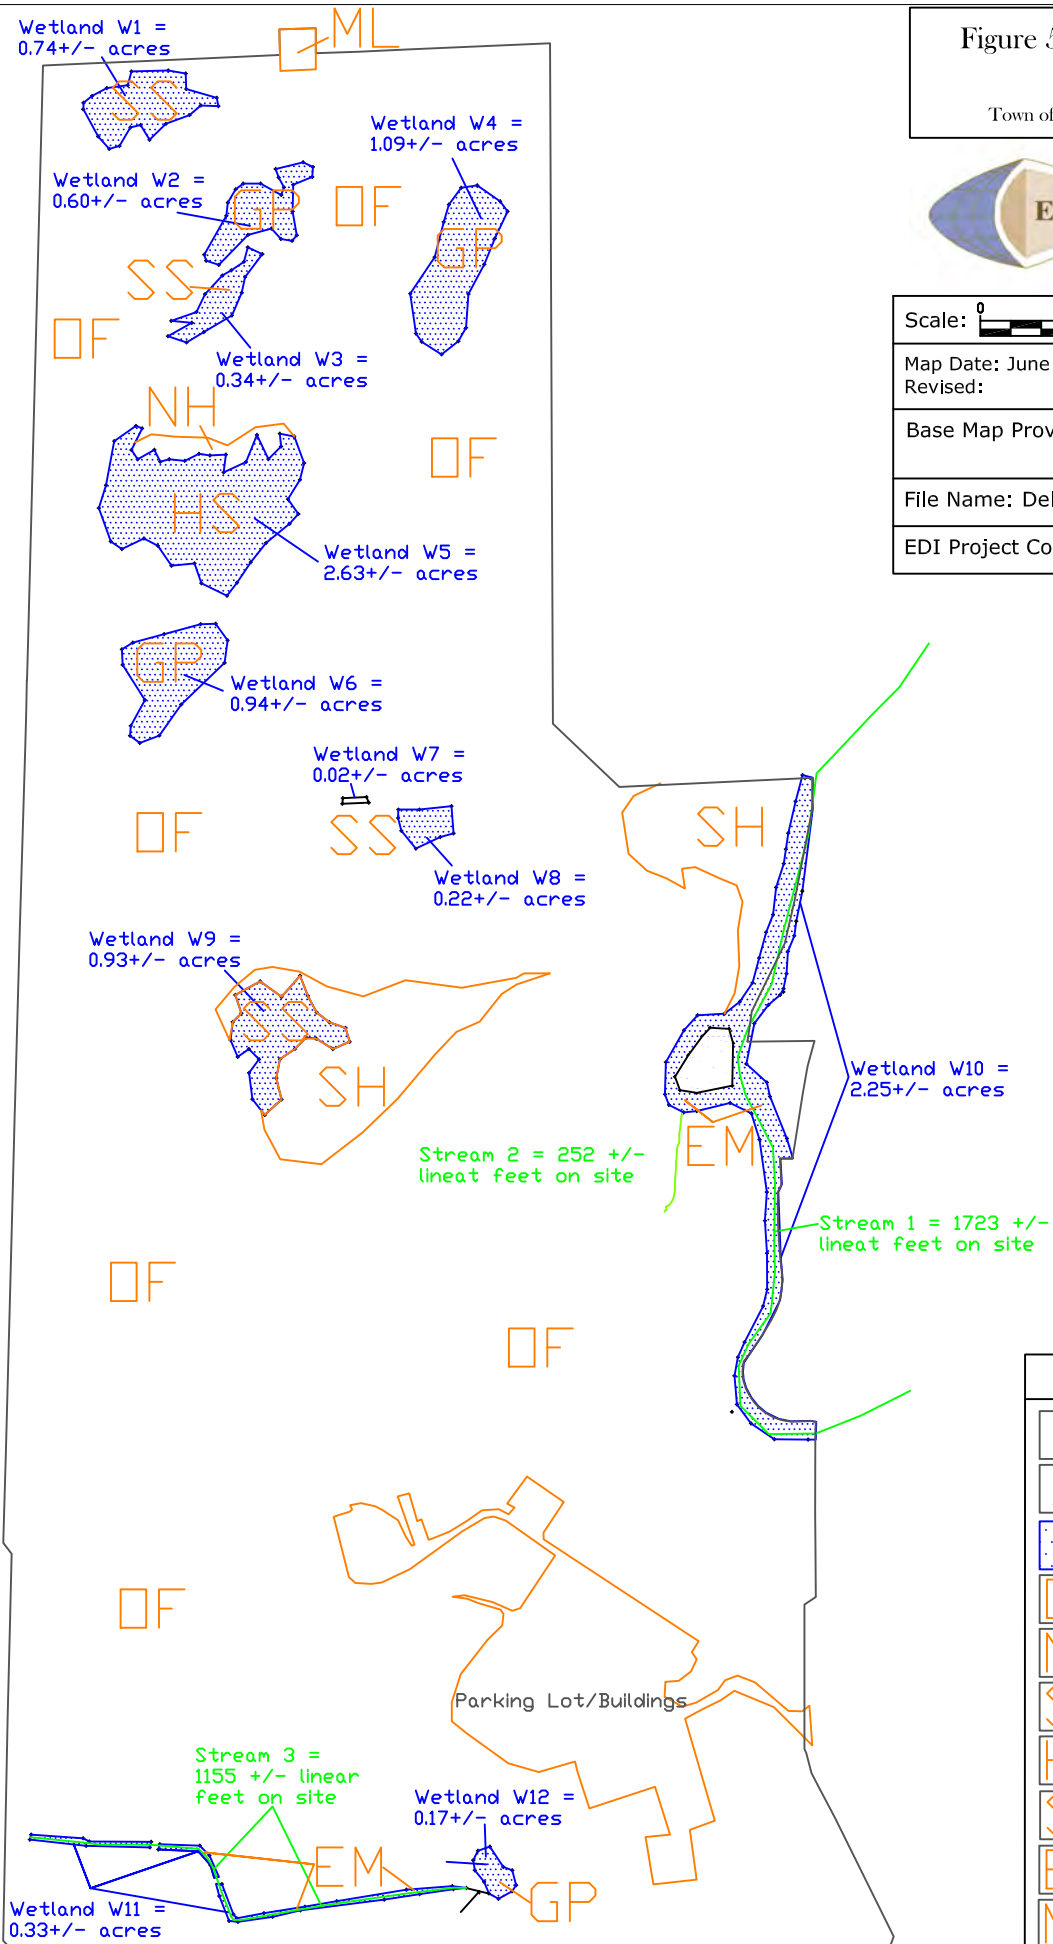 Wetland W1 =
0.74+/- acres
ML
Figure
Town of
SS
Wetland W4 =
1.09+/- acres
Wetland W2 =
0.60+/- acres
GP
OF
GP
E
SS
OF
Scale: 0
Wetland W3 =
0.34+/- acres
Map Date: June
Revised:
NH
OF
Base Map Prov
HS
File Name: Del
Wetland W5 =
2.63+/- acres
EDI Project Co
GP
Wetland W6 =
0.94+/- acres
Wetland W7 =
0.02+/- acres
OF
SS
SH
Wetland W8 =
0.22+/- acres
Wetland W9 =
0.93+/- acres
SS
SH
Wetland W10 =
2.25+/- acres
EM
Stream 2 = 252 +/-
lineat feet on site
Stream 1 = 1723 +/-
lineat feet on site
OF
OF
OF
Parking Lot/Buildings
Stream 3 =
1155 +/- linear
feet on site
Wetland W12 =
0.17+/- acres
EM
GP
Wetland W11 =
0.33+/- acres